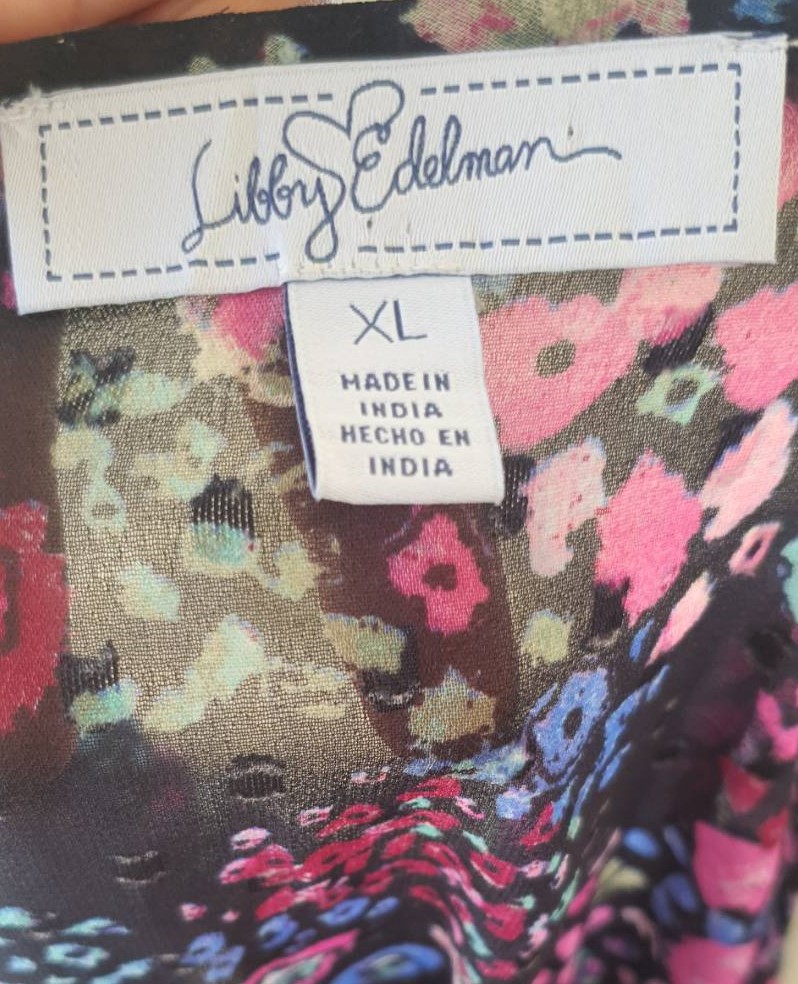 Libby Edelman
XL
MADE IN
INDIA
HECHO EN
INDIA